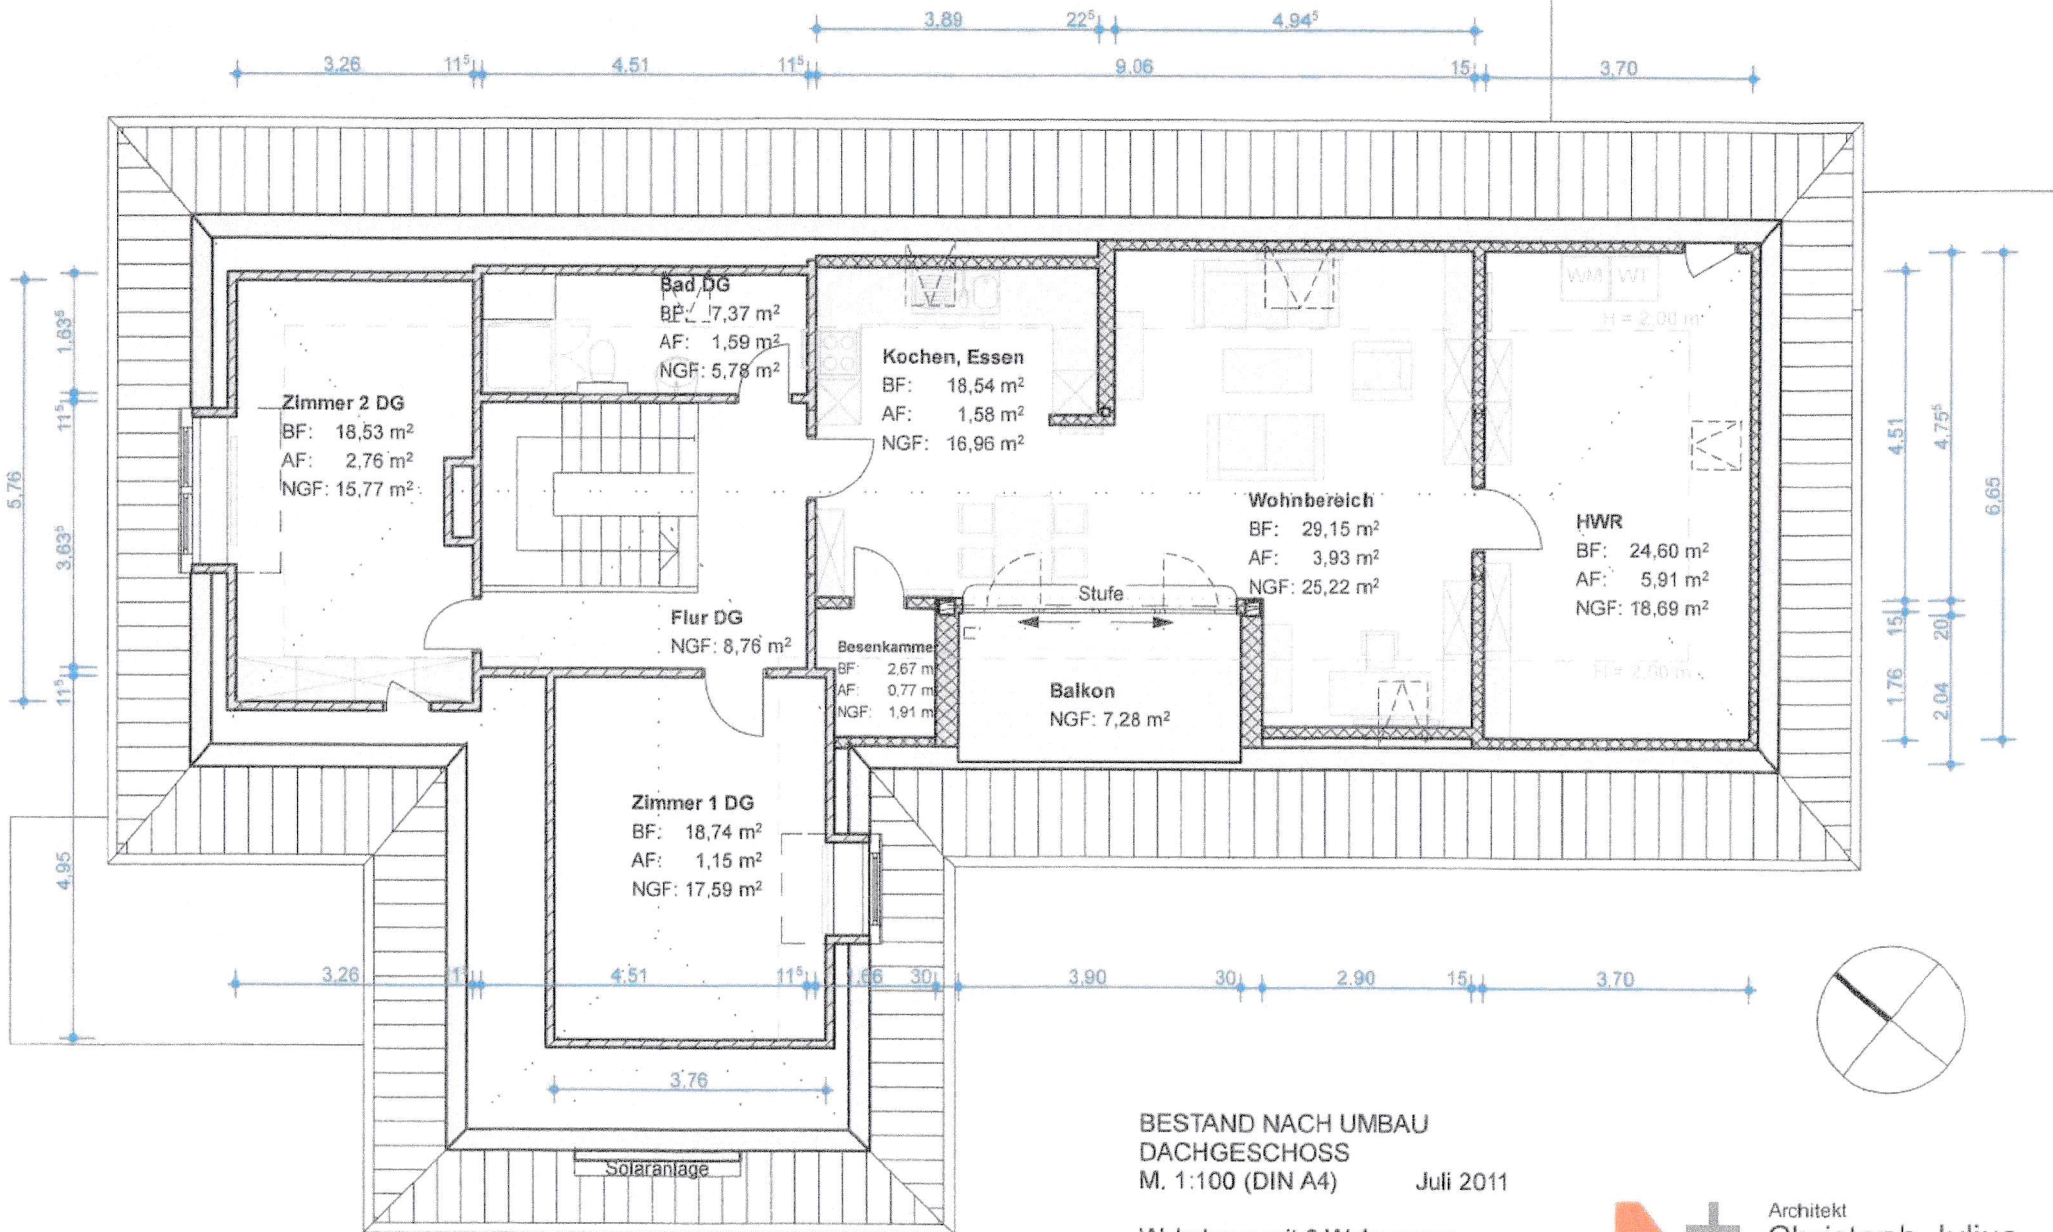 3,89 22⁵ 4,94⁵
3,26 11⁵ 4,51 11⁵ 9,06 15 3,70
Bad DG
BF: 7,37 m²
AF: 1,59 m²
NGF: 5,78 m²
WM WT
H = 2,00 m
Kochen, Essen
BF: 18,54 m²
AF: 1,58 m²
NGF: 16,96 m²
Zimmer 2 DG
BF: 18,53 m²
AF: 2,76 m²
NGF: 15,77 m²
Wohnbereich
BF: 29,15 m²
AF: 3,93 m²
NGF: 25,22 m²
HWR
BF: 24,60 m²
AF: 5,91 m²
NGF: 18,69 m²
Stufe
Flur DG
NGF: 8,76 m²
Besenkamme
BF: 2,67 m
AF: 0,77 m
NGF: 1,91 m
Balkon
NGF: 7,28 m²
H = 2,00 m
Zimmer 1 DG
BF: 18,74 m²
AF: 1,15 m²
NGF: 17,59 m²
5,76
1,63⁵
11⁵
3,63⁵
11⁵
4,95
4,51
15
1,76
4,75⁵
20
2,04
6,65
3,26 11⁵ 4,51 11⁵ 1,66 30 3,90 30 2,90 15 3,70
3,76
Solaranlage
BESTAND NACH UMBAU
DACHGESCHOSS
M. 1:100 (DIN A4) Juli 2011
Architekt